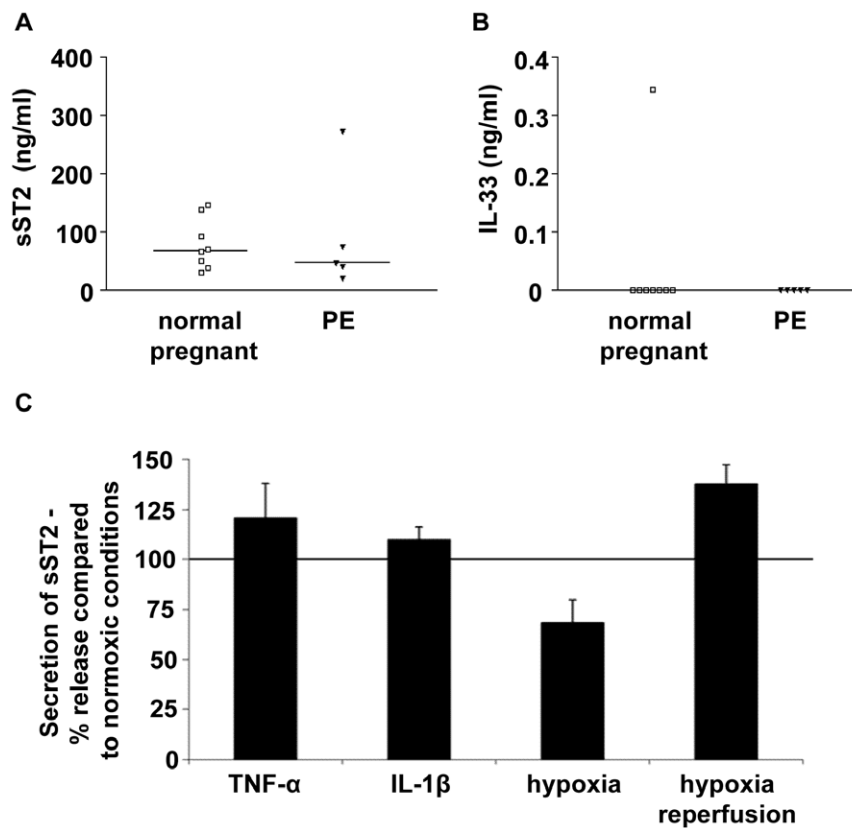 A
sST2 (ng/ml)
400
300
200
100
0
normal
pregnant
PE
B
IL-33 (ng/ml)
0.4
0.3
0.2
0.1
0
normal
pregnant
PE
C
Secretion of sST2 -
% release compared
to normoxic conditions
150
125
100
75
50
25
0
TNF-α
IL-1β
hypoxia
hypoxia
reperfusion